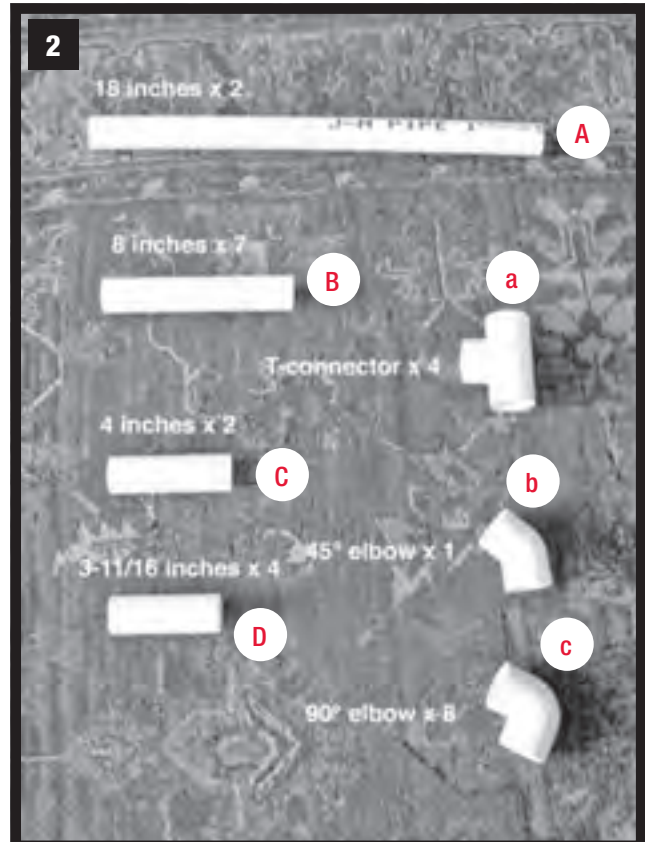 2
18 inches x 2
J-M PIPE
A
8 inches x 7
B
a
T-connector x 4
4 inches x 2
C
b
45° elbow x 1
3-11/16 inches x 4
D
c
90° elbow x 8